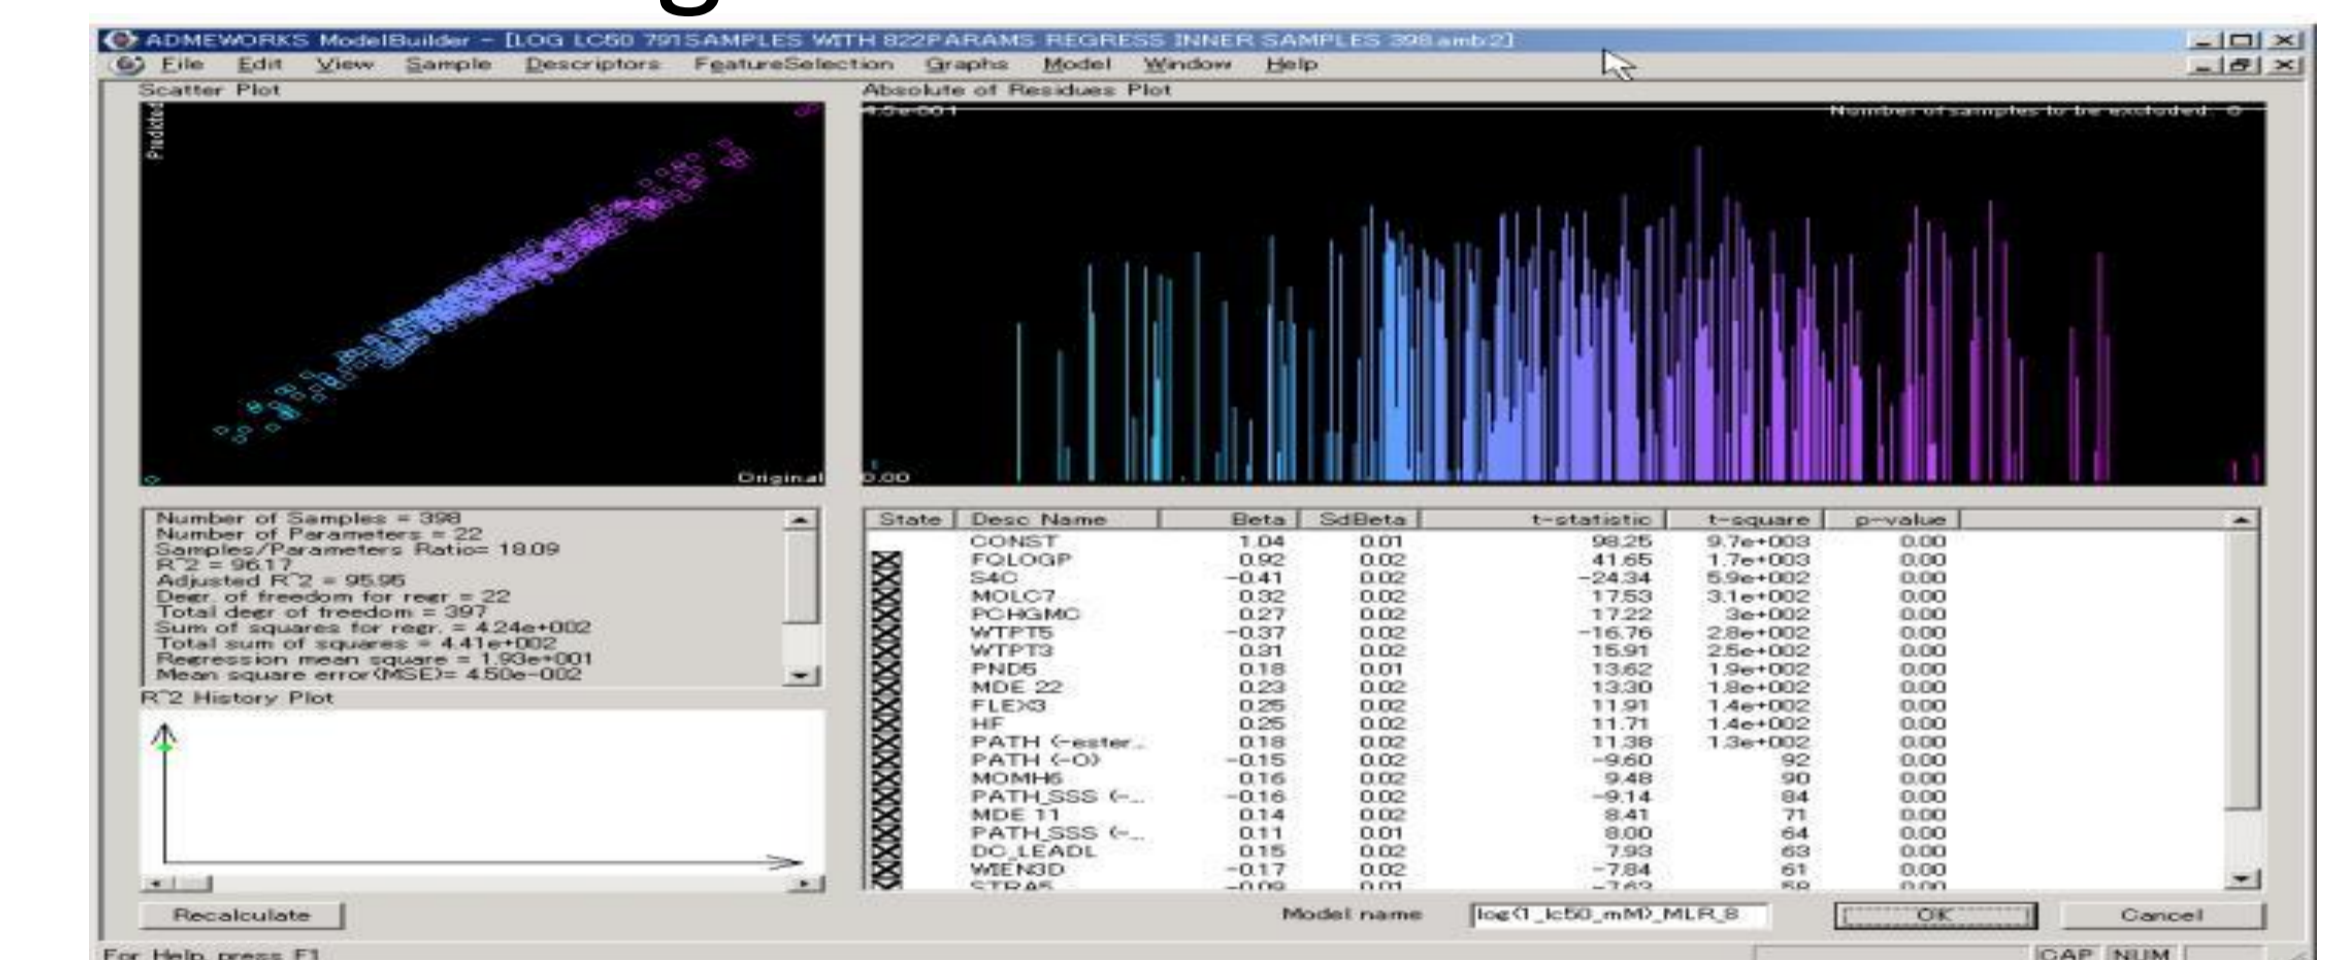 g
ADMEWORKS ModelBuilder - [LOG LC50 791SAMPLES WITH 822PARAMS REGRESS INNER SAMPLES 398.amb:2]
File Edit View Sample Descriptors FeatureSelection Graphs Model Window Help
Scatter Plot
Predicted
Original
Absolute of Residues Plot
4.5e-001 Number of samples to be excluded: 0
0.00
Number of Samples = 398
Number of Parameters = 22
Samples/Parameters Ratio= 18.09
R^2 = 96.17
Adjusted R^2 = 95.95
Degr. of freedom for regr = 22
Total degr of freedom = 397
Sum of squares for regr. = 4.24e+002
Total sum of squares = 4.41e+002
Regression mean square = 1.93e+001
Mean square error(MSE)= 4.50e-002
R^2 History Plot
State Desc Name Beta SdBeta t-statistic t-square p-value
CONST 1.04 0.01 98.25 9.7e+003 0.00
FQLOGP 0.92 0.02 41.65 1.7e+003 0.00
S4C -0.41 0.02 -24.34 5.9e+002 0.00
MOLC7 0.32 0.02 17.53 3.1e+002 0.00
PCHGMC 0.27 0.02 17.22 3e+002 0.00
WTPT5 -0.37 0.02 -16.76 2.8e+002 0.00
WTPT3 0.31 0.02 15.91 2.5e+002 0.00
PND5 0.18 0.01 13.62 1.9e+002 0.00
MDE 22 0.23 0.02 13.30 1.8e+002 0.00
FLEX3 0.25 0.02 11.91 1.4e+002 0.00
HF 0.25 0.02 11.71 1.4e+002 0.00
PATH (-ester... 0.18 0.02 11.38 1.3e+002 0.00
PATH (-O) -0.15 0.02 -9.60 92 0.00
MOMH6 0.16 0.02 9.48 90 0.00
PATH_SSS (-... -0.16 0.02 -9.14 84 0.00
MDE 11 0.14 0.02 8.41 71 0.00
PATH_SSS (-... 0.11 0.01 8.00 64 0.00
DC_LEADL 0.15 0.02 7.93 63 0.00
WIEN3D -0.17 0.02 -7.84 61 0.00
STRA5 -0.09 0.01 -7.63 58 0.00
Recalculate
Model name log(1_lc50_mM)_MLR_8 OK Cancel
For Help, press F1
CAP NUM